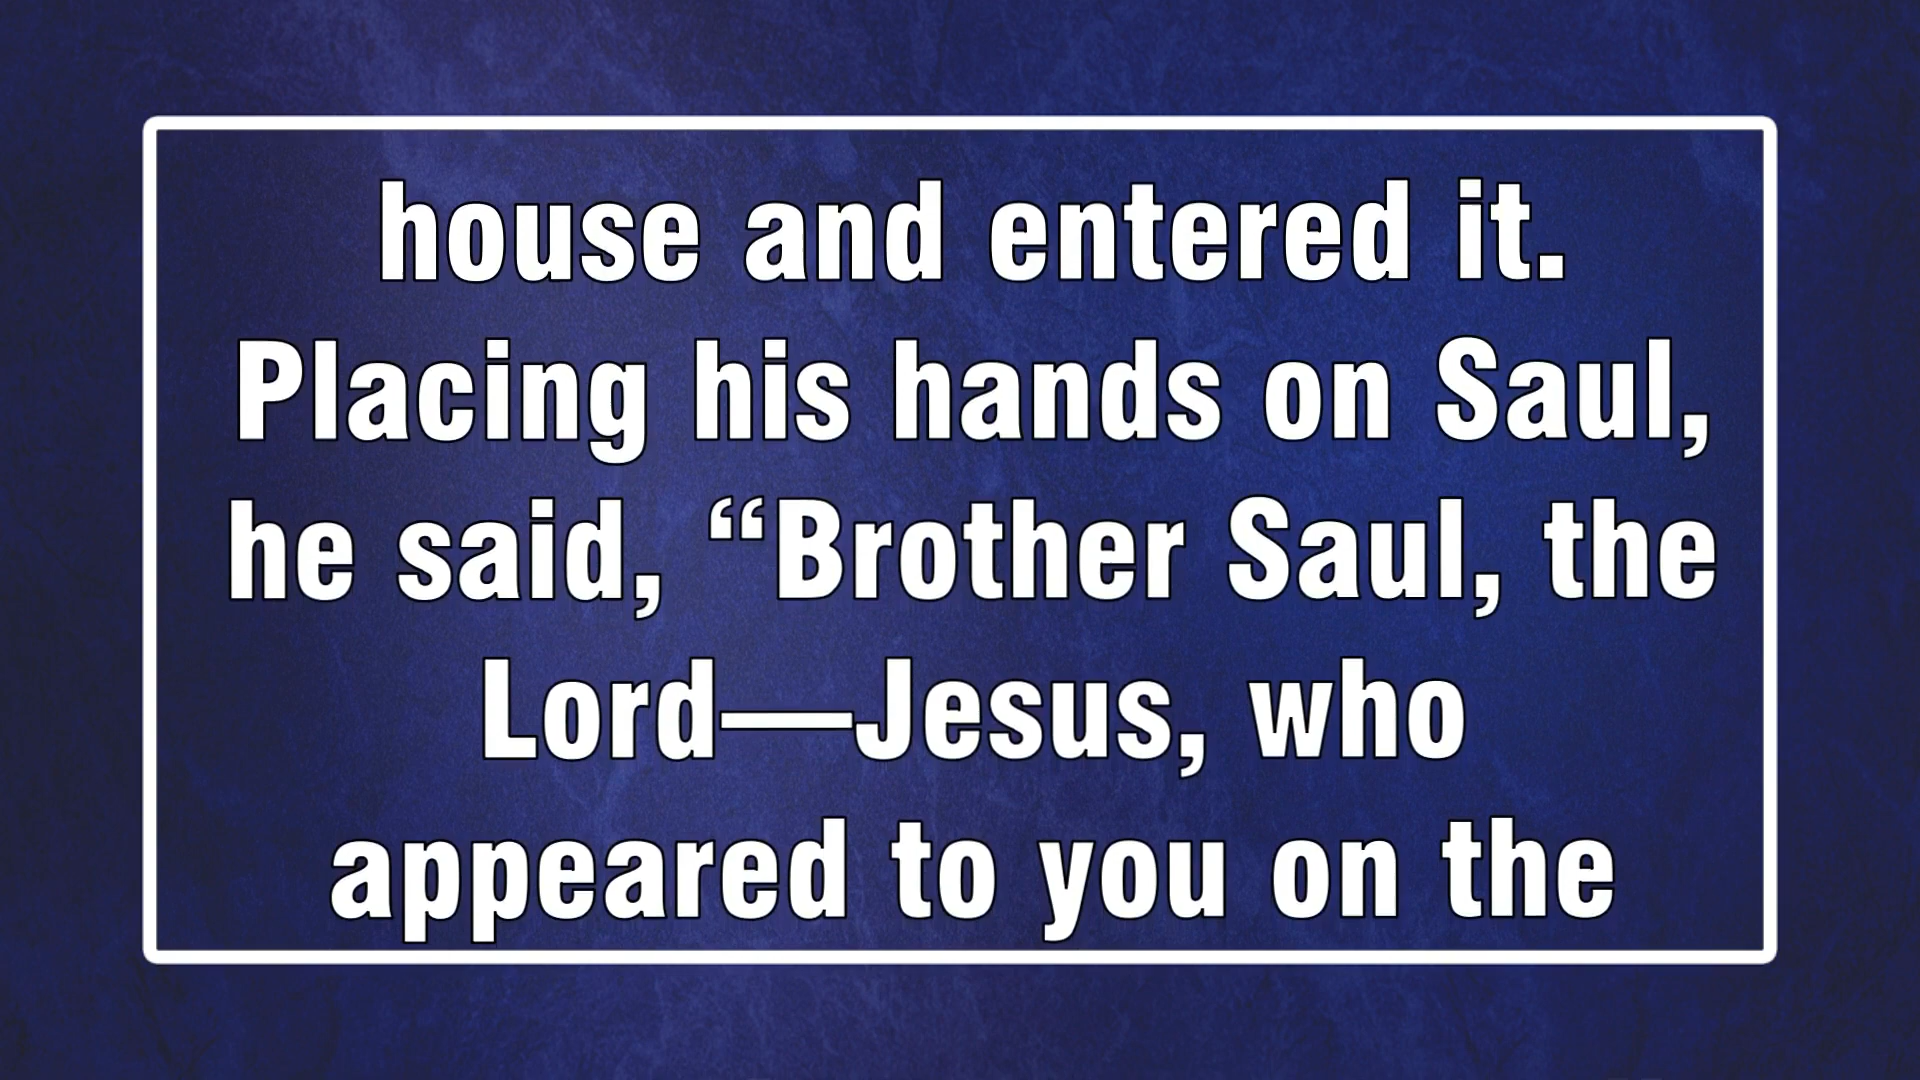 house and entered it.
Placing his hands on Saul,
he said, “Brother Saul, the
Lord—Jesus, who
appeared to you on the